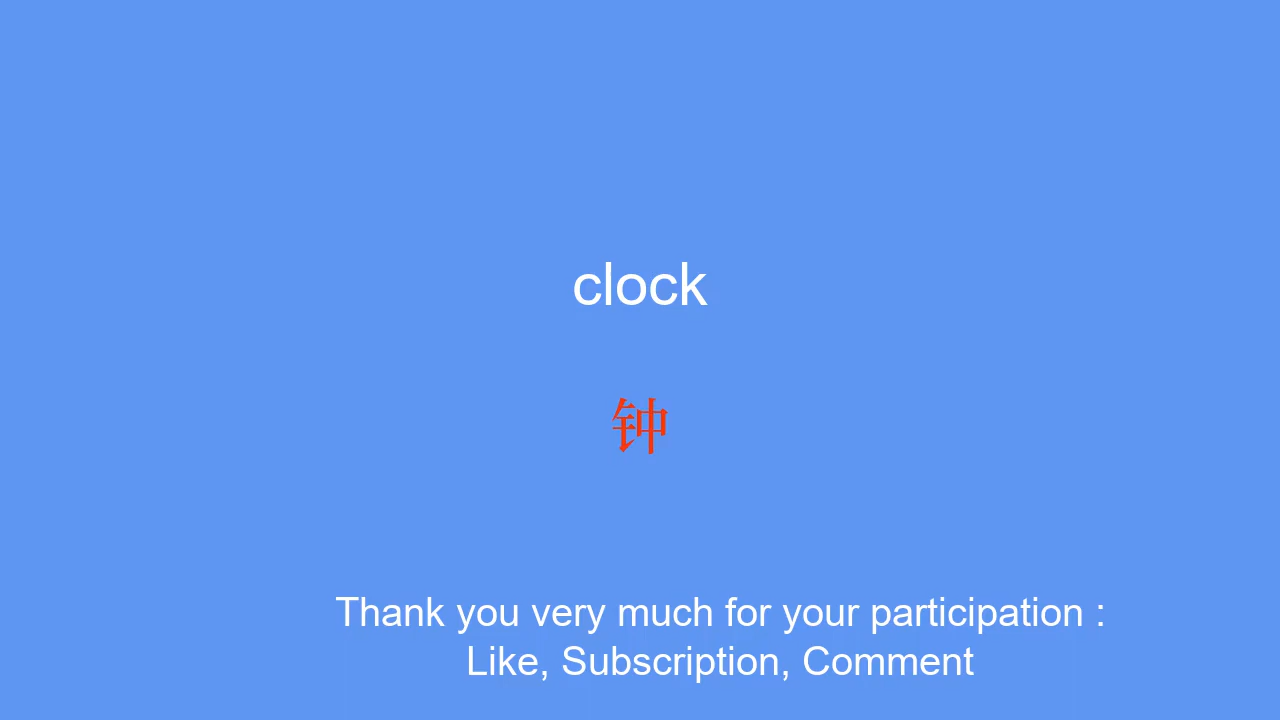 clock
钟
Thank you very much for your participation :
Like, Subscription, Comment